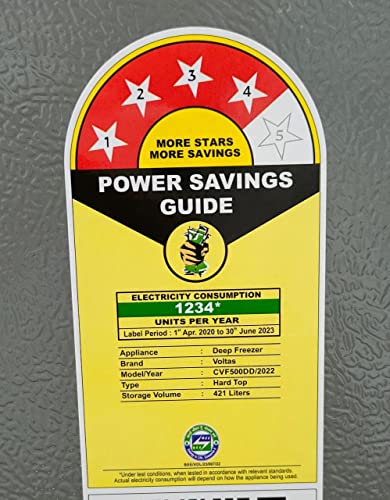 1 2 3 4 5
MORE STARS
MORE SAVINGS
POWER SAVINGS
GUIDE
ELECTRICITY CONSUMPTION
1234*
UNITS PER YEAR
Label Period : 1st Apr. 2020 to 30th June 2023
Appliance : Deep Freezer
Brand : Voltas
Model/Year : CVF500DD/2022
Type : Hard Top
Storage Volume : 421 Liters
*Under test conditions, when tested in accordance with relevant standards.
Actual electricity consumption will depend on how the appliance being used.